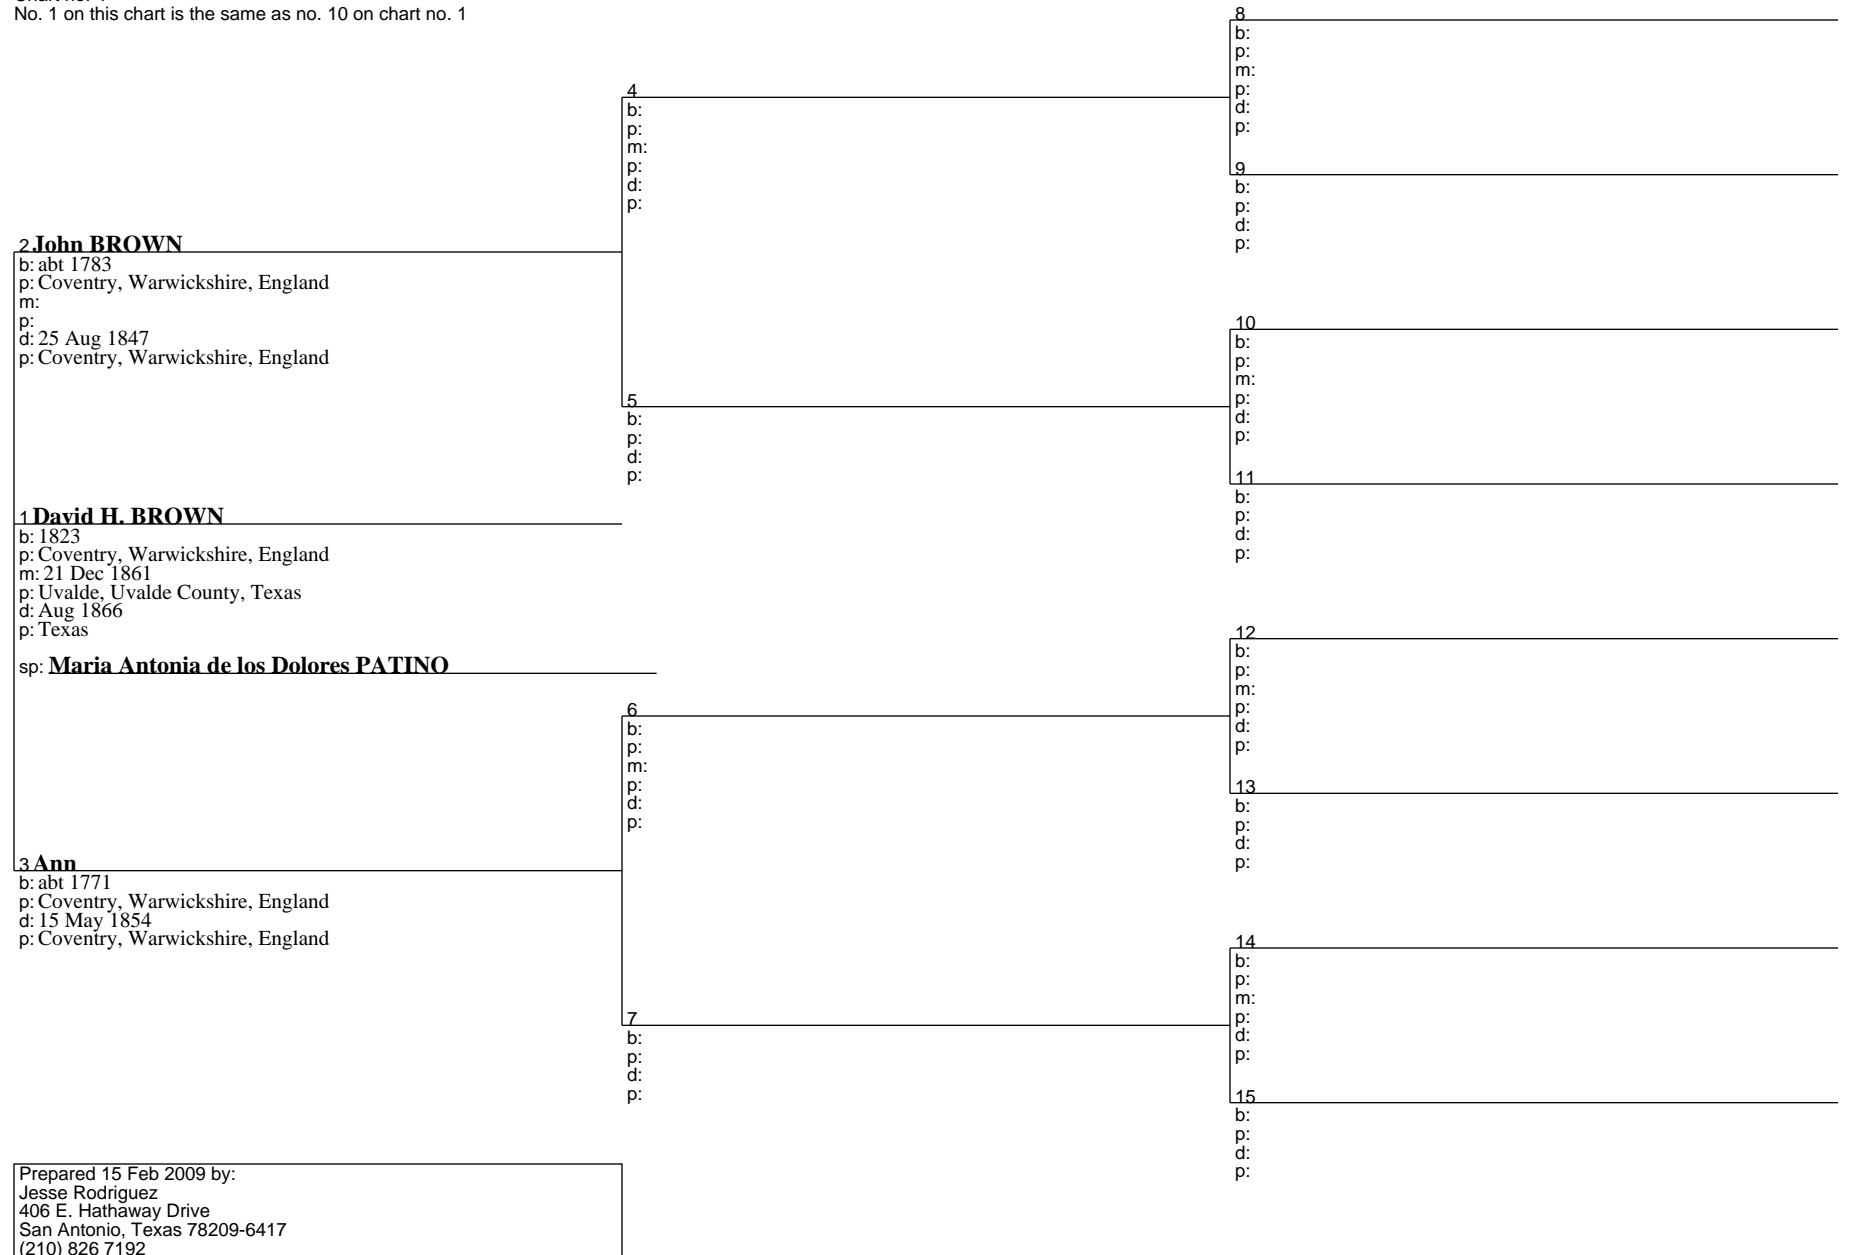 No. 1 on this chart is the same as no. 10 on chart no. 1
8
b:
p:
m:
p:
d:
p:
4
b:
p:
m:
p:
d:
p:
9
b:
p:
d:
p:
2 John BROWN
b: abt 1783
p: Coventry, Warwickshire, England
m:
p:
d: 25 Aug 1847
p: Coventry, Warwickshire, England
10
b:
p:
m:
p:
d:
p:
5
b:
p:
d:
p:
11
b:
p:
d:
p:
1 David H. BROWN
b: 1823
p: Coventry, Warwickshire, England
m: 21 Dec 1861
p: Uvalde, Uvalde County, Texas
d: Aug 1866
p: Texas
sp: Maria Antonia de los Dolores PATINO
12
b:
p:
m:
p:
d:
p:
6
b:
p:
m:
p:
d:
p:
13
b:
p:
d:
p:
3 Ann
b: abt 1771
p: Coventry, Warwickshire, England
d: 15 May 1854
p: Coventry, Warwickshire, England
14
b:
p:
m:
p:
d:
p:
7
b:
p:
d:
p:
15
b:
p:
d:
p:
Prepared 15 Feb 2009 by:
Jesse Rodriguez
406 E. Hathaway Drive
San Antonio, Texas 78209-6417
(210) 826 7192